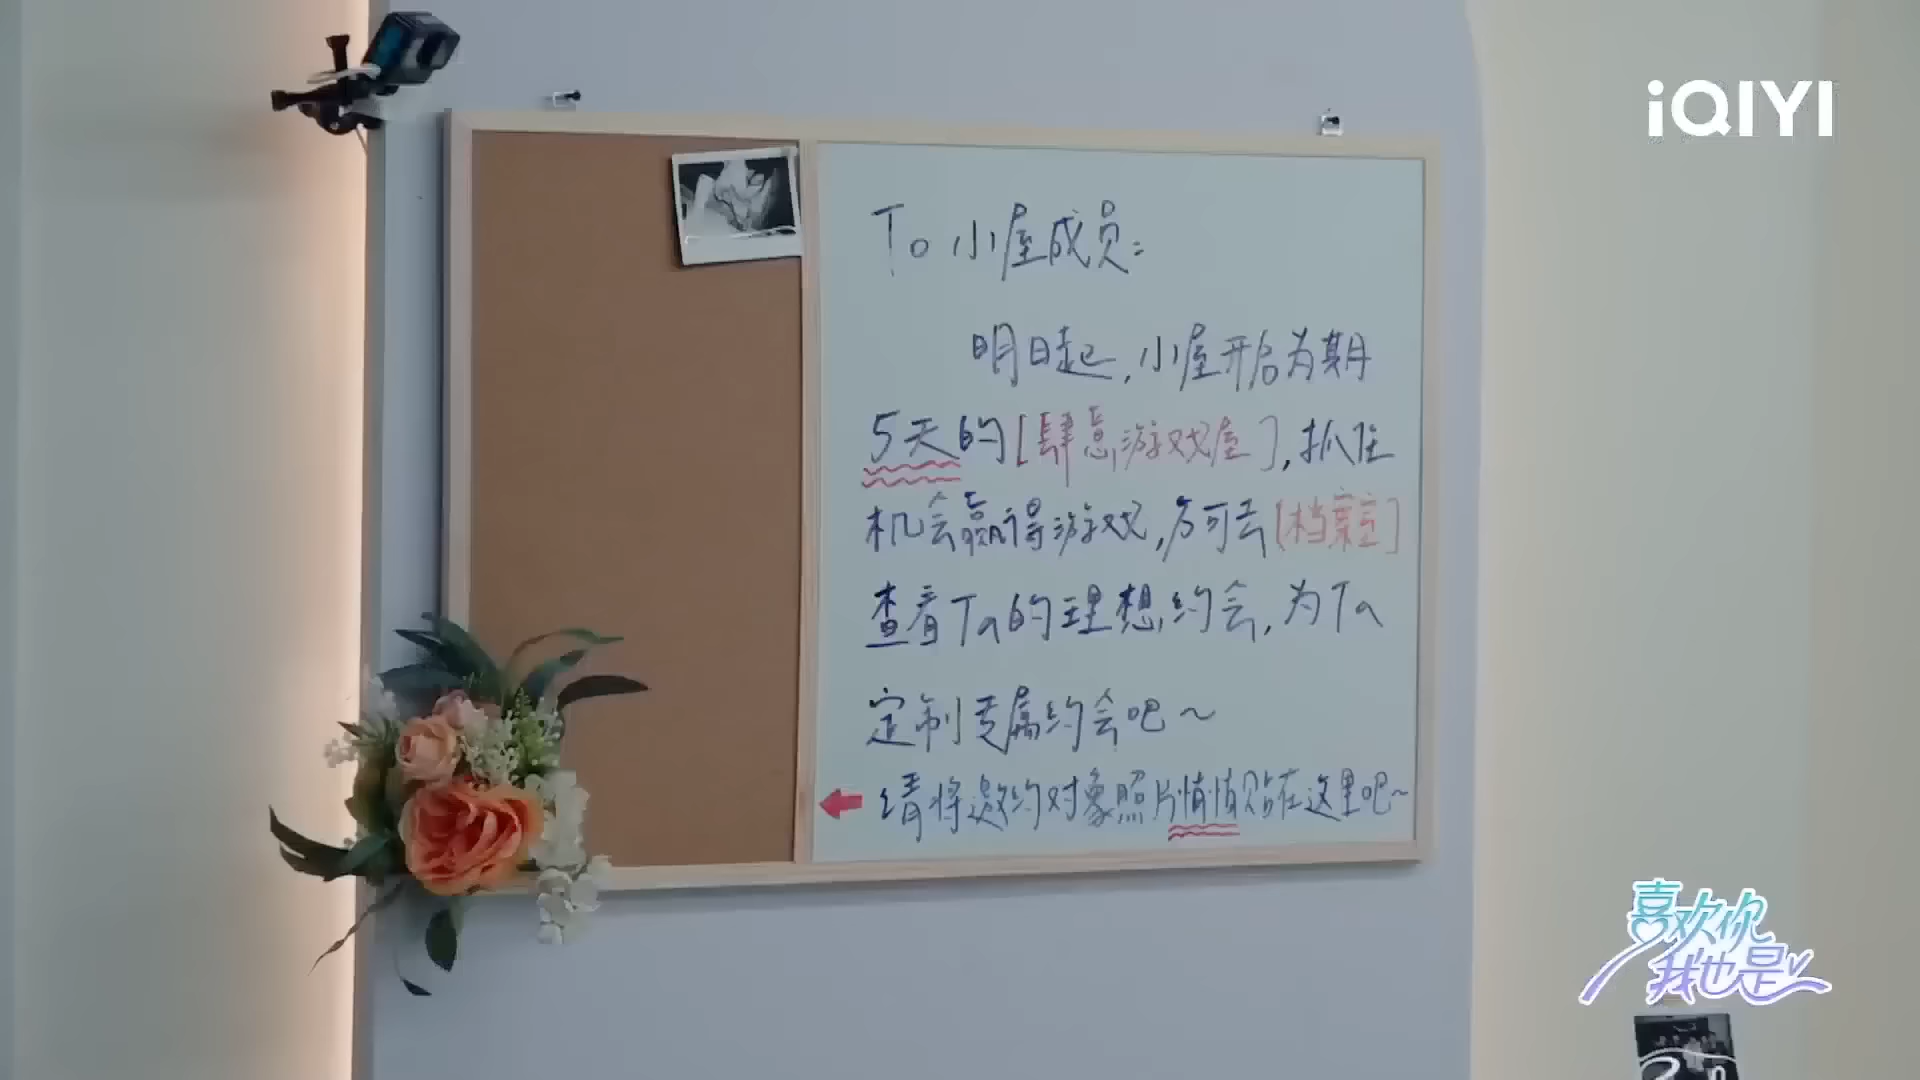 iQIYI
To 小屋成员:
明日起,小屋开启为期
5天的[肆意游戏屋],抓住
机会赢得游戏,方可去[档案室]
查看Ta的理想约会,为Ta
定制专属约会吧~
请将邀约对象照片悄悄贴在这里吧~
喜欢你
我也是